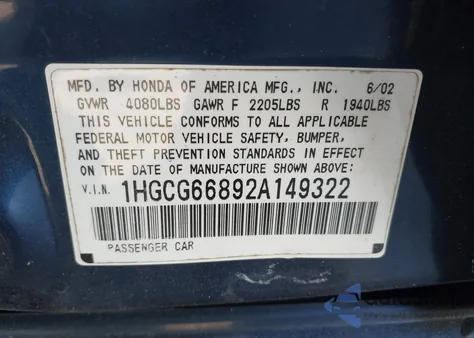 MFD. BY HONDA OF AMERICA MFG., INC. 6/02
GVWR 4080LBS GAWR F 2205LBS R 1940LBS
THIS VEHICLE CONFORMS TO ALL APPLICABLE
FEDERAL MOTOR VEHICLE SAFETY, BUMPER,
AND THEFT PREVENTION STANDARDS IN EFFECT
ON THE DATE OF MANUFACTURE SHOWN ABOVE.
V.I.N. 1HGCG66892A149322
PASSENGER CAR